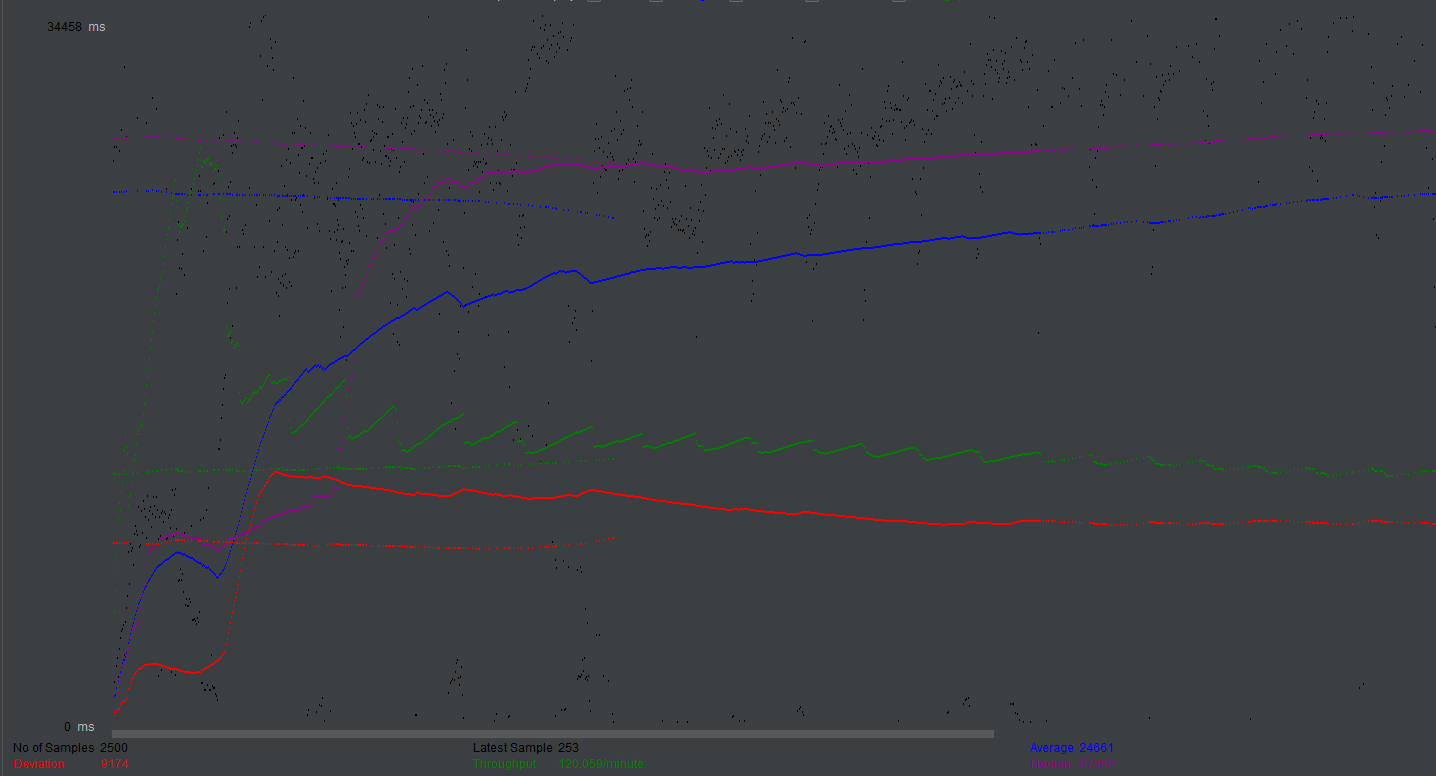 34458 ms
0 ms
No of Samples 2500
Latest Sample 253
Average 24661
Deviation 9174
Throughput 120.059/minute
Median